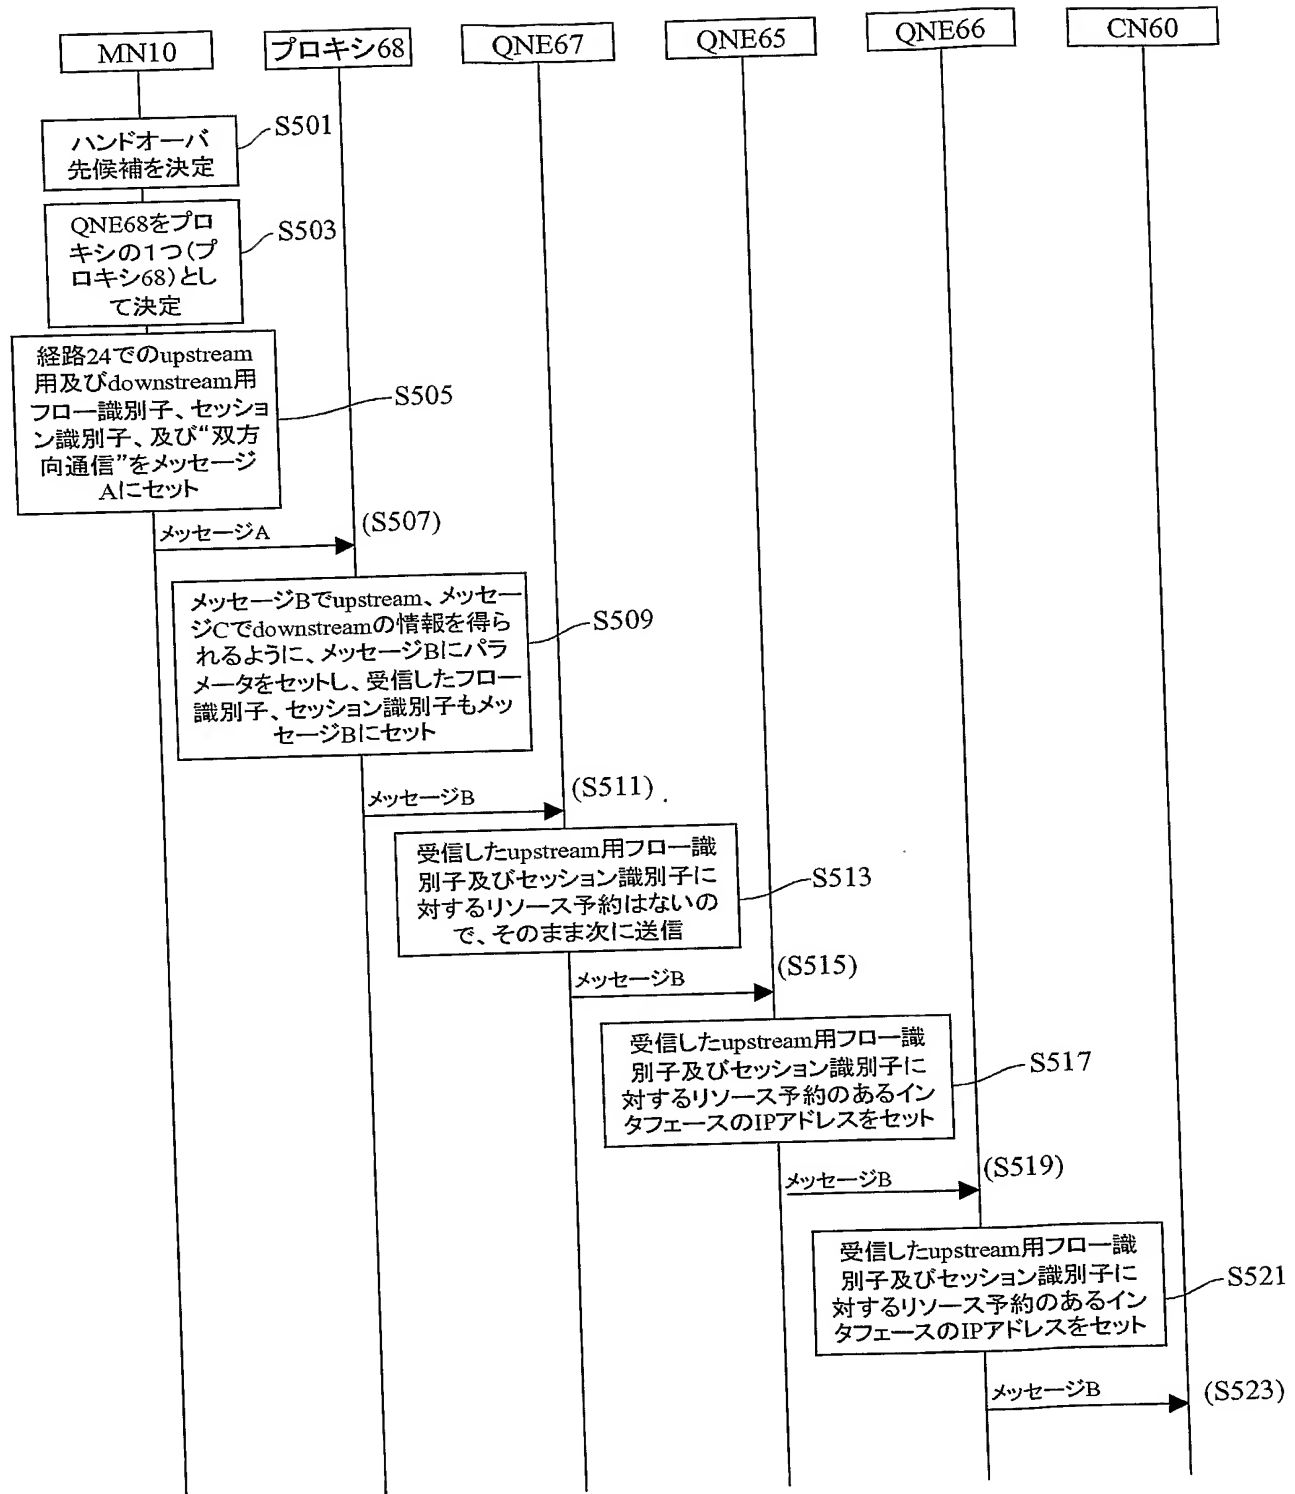 MN10
プロキシ68
QNE67
QNE65
QNE66
CN60
ハンドオーバ
先候補を決定
S501
QNE68をプロ
キシの1つ(プ
ロキシ68)とし
て決定
S503
経路24でのupstream
用及びdownstream用
フロー識別子、セッショ
ン識別子、及び“双方
向通信”をメッセージ
Aにセット
S505
メッセージA
(S507)
メッセージBでupstream、メッセー
ジCでdownstreamの情報を得ら
れるように、メッセージBにパラ
メータをセットし、受信したフロー
識別子、セッション識別子もメッ
セージBにセット
S509
メッセージB
(S511)
受信したupstream用フロー識
別子及びセッション識別子に
対するリソース予約はないの
で、そのまま次に送信
S513
メッセージB
(S515)
受信したupstream用フロー識
別子及びセッション識別子に
対するリソース予約のあるイン
タフェースのIPアドレスをセット
S517
メッセージB
(S519)
受信したupstream用フロー識
別子及びセッション識別子に
対するリソース予約のあるイン
タフェースのIPアドレスをセット
S521
メッセージB
(S523)